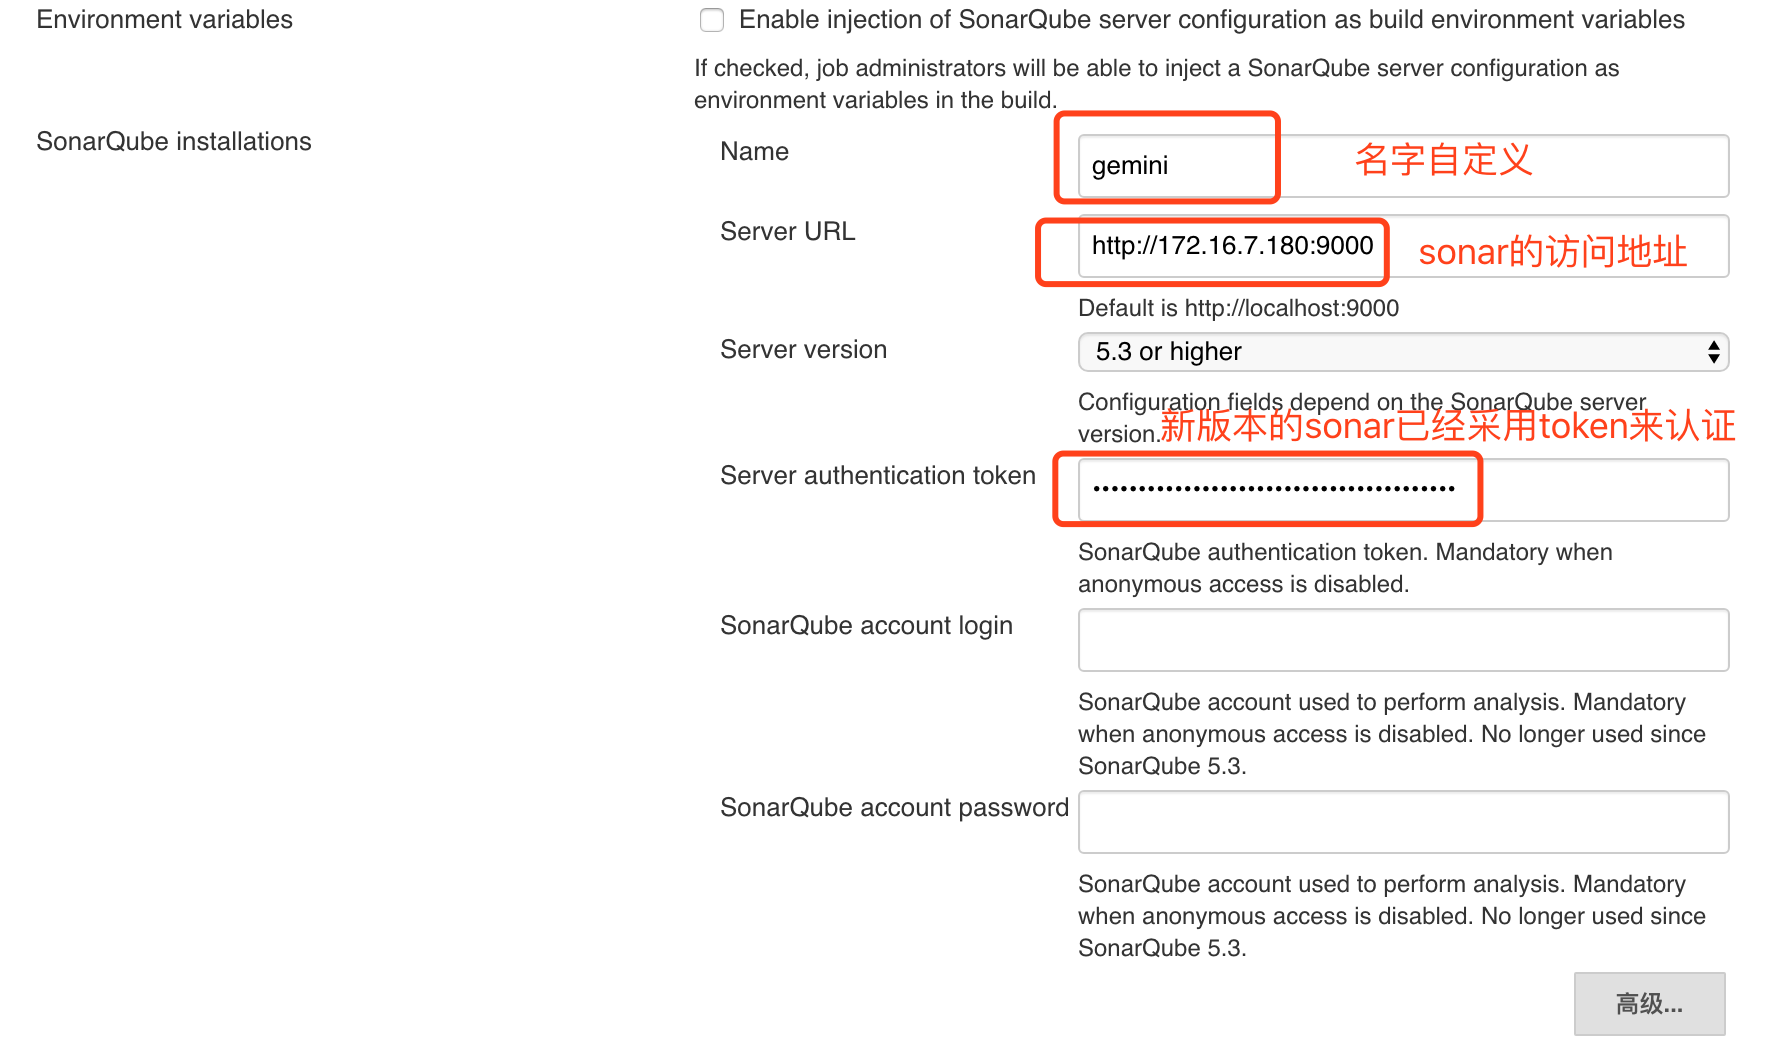 Environment variables
Enable injection of SonarQube server configuration as build environment variables
If checked, job administrators will be able to inject a SonarQube server configuration as
environment variables in the build.
SonarQube installations
Name
gemini
名字自定义
Server URL
http://172.16.7.180:9000
sonar的访问地址
Default is http://localhost:9000
Server version
5.3 or higher
Configuration fields depend on the SonarQube server
version.
新版本的sonar已经采用token来认证
Server authentication token
••••••••••••••••••••••••••••••••••••••••
SonarQube authentication token. Mandatory when
anonymous access is disabled.
SonarQube account login
SonarQube account used to perform analysis. Mandatory
when anonymous access is disabled. No longer used since
SonarQube 5.3.
SonarQube account password
SonarQube account used to perform analysis. Mandatory
when anonymous access is disabled. No longer used since
SonarQube 5.3.
高级...